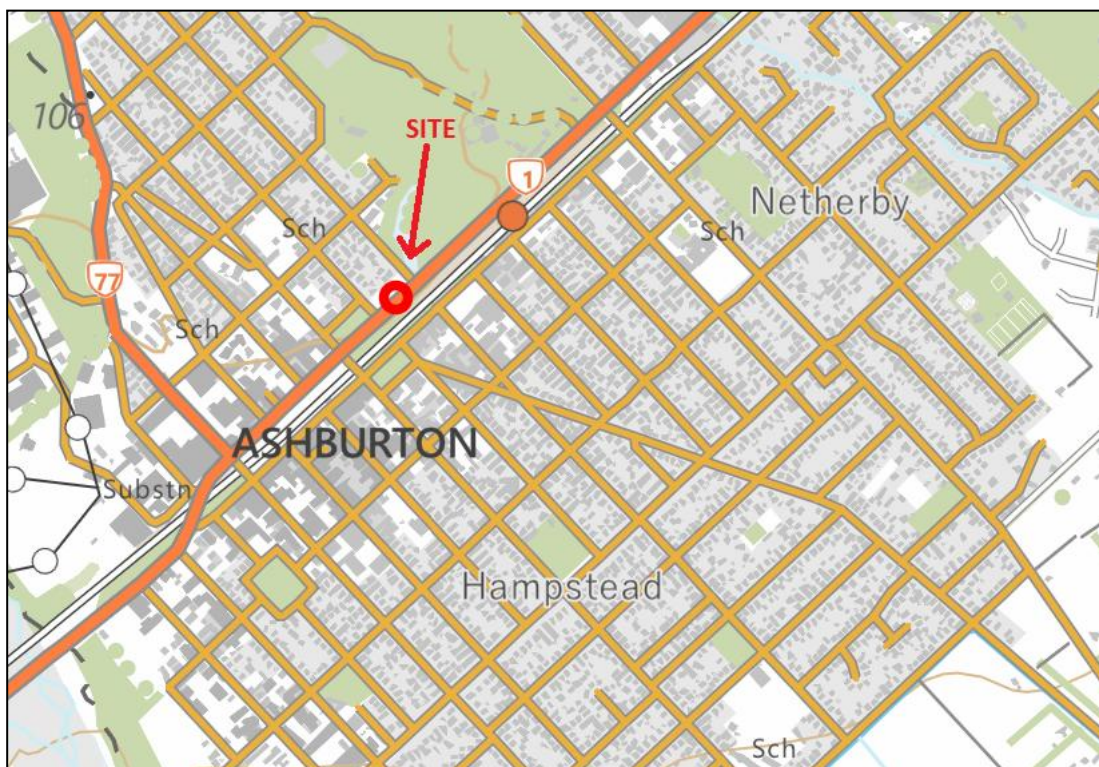 106
SITE
1
Netherby
Sch
Sch
77
Sch
ASHBURTON
Substn
Hampstead
Sch